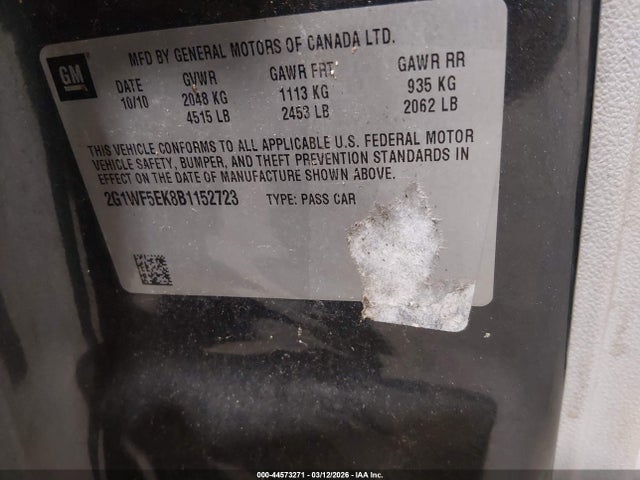 MFD BY GENERAL MOTORS OF CANADA LTD.
GM
DATE GVWR GAWR FRT GAWR RR
10/10 2048 KG 1113 KG 935 KG
4515 LB 2453 LB 2062 LB
THIS VEHICLE CONFORMS TO ALL APPLICABLE U.S. FEDERAL MOTOR
VEHICLE SAFETY, BUMPER, AND THEFT PREVENTION STANDARDS IN
EFFECT ON THE DATE OF MANUFACTURE SHOWN ABOVE.
2G1WF5EK8B1152723 TYPE: PASS CAR
000-44573271 - 03/12/2026 - IAA Inc.